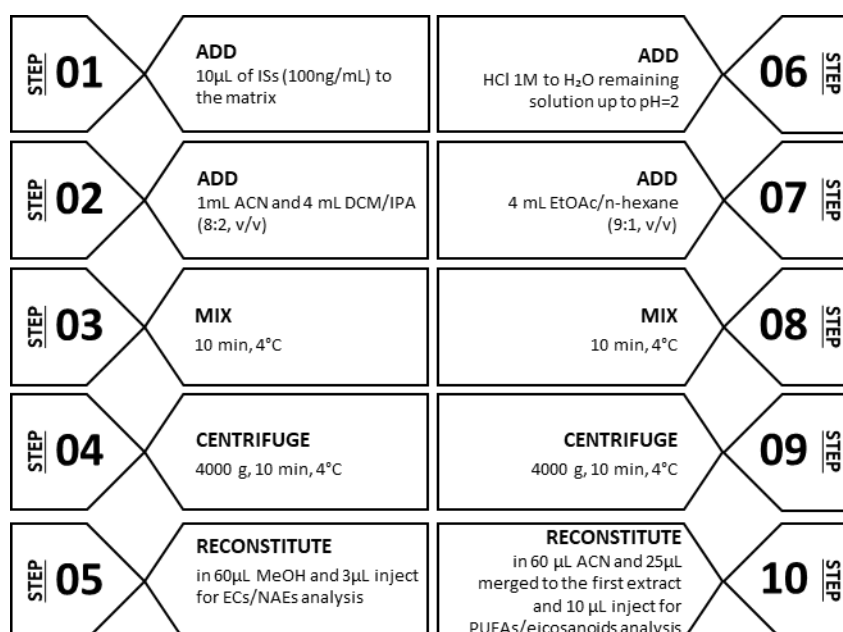 STEP 01
ADD
10µL of ISs (100ng/mL) to
the matrix
STEP 02
ADD
1mL ACN and 4 mL DCM/IPA
(8:2, v/v)
STEP 03
MIX
10 min, 4°C
STEP 04
CENTRIFUGE
4000 g, 10 min, 4°C
STEP 05
RECONSTITUTE
in 60µL MeOH and 3µL inject
for ECs/NAEs analysis
ADD
HCl 1M to H₂O remaining
solution up to pH=2
06 STEP
ADD
4 mL EtOAc/n-hexane
(9:1, v/v)
07 STEP
MIX
10 min, 4°C
08 STEP
CENTRIFUGE
4000 g, 10 min, 4°C
09 STEP
RECONSTITUTE
in 60 µL ACN and 25µL
merged to the first extract
and 10 µL inject for
PUFAs/eicosanoids analysis
10 STEP